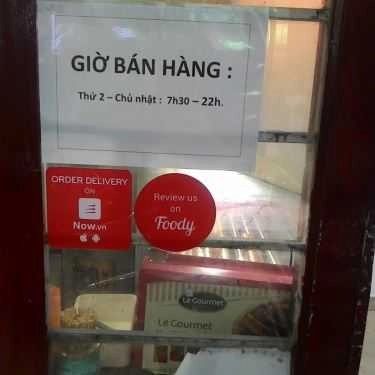 GIỜ BÁN HÀNG :
Thứ 2 – Chủ nhật : 7h30 – 22h.
ORDER DELIVERY
ON
Now.vn
Review us
on
Foody
Le Gourmet
Le Gourmet